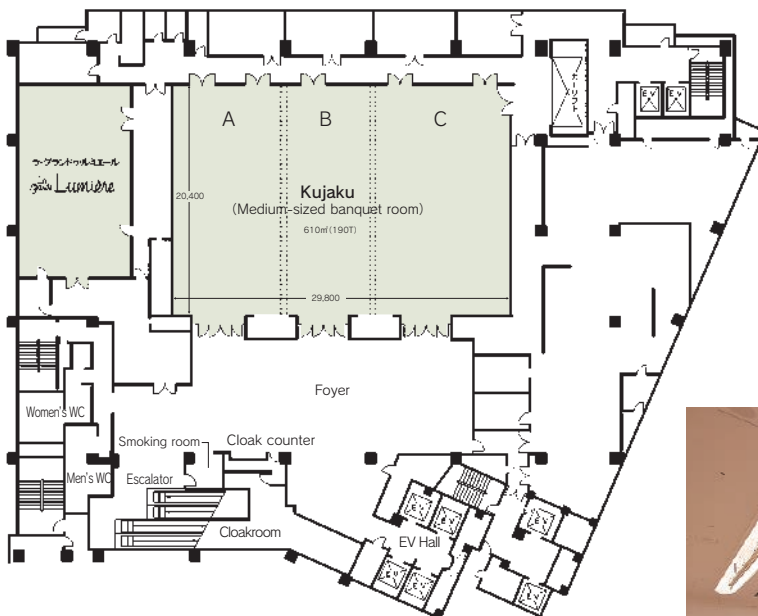 A
B
C
ラ・グランドゥ・ルミエール
Lumière
Kujaku
(Medium-sized banquet room)
20,400
610㎡(190T)
29,800
EV
EV
Foyer
Women's WC
Smoking room
Cloak counter
Men's WC
Escalator
Cloakroom
EV Hall
EV
EV
EV
EV
EV
EV